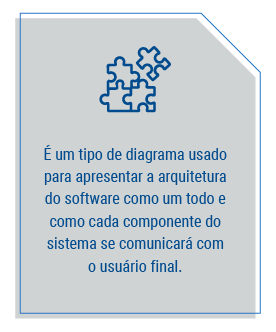 É um tipo de diagrama usado
para apresentar a arquitetura
do software como um todo e
como cada componente do
sistema se comunicará com
o usuário final.